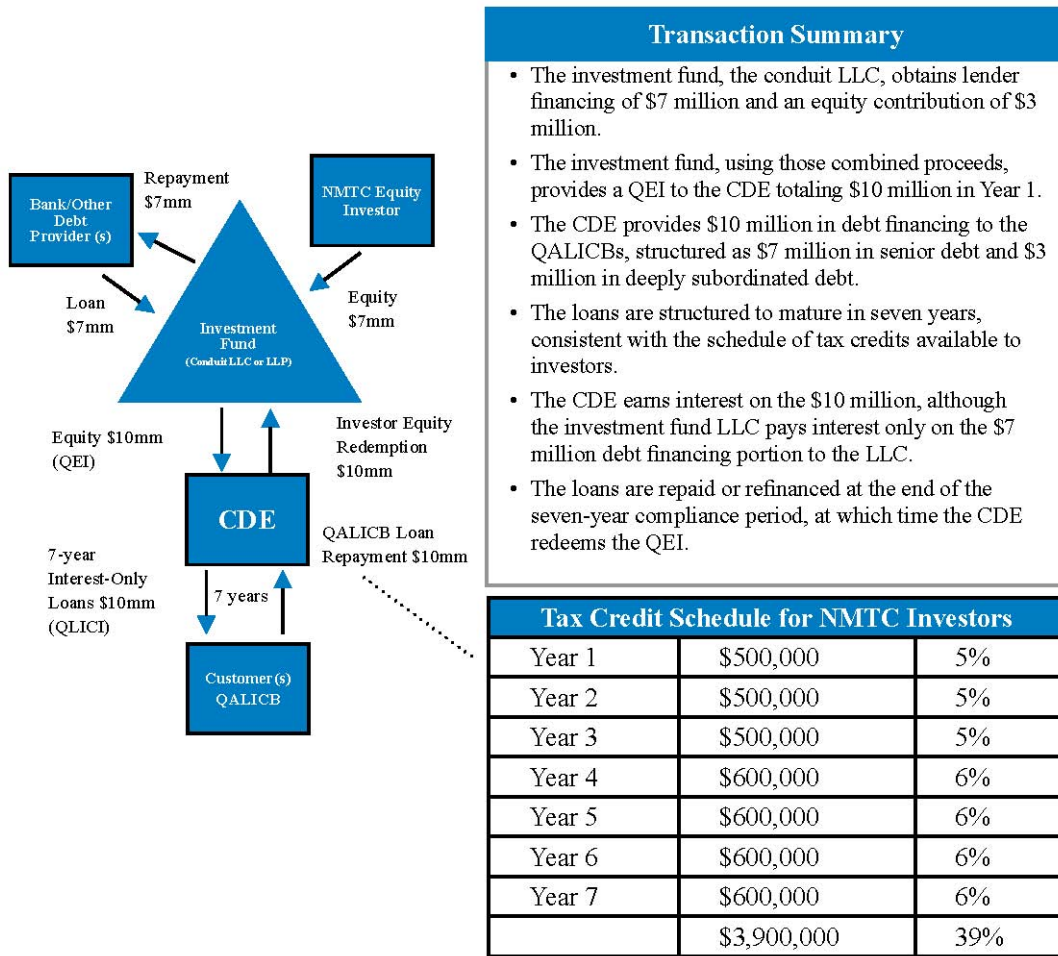 Bank/Other
Debt
Provider (s)
Repayment
$7mm
NMTC Equity
Investor
Loan
$7mm
Equity
$7mm
Investment
Fund
(Conduit LLC or LLP)
Equity $10mm
(QEI)
Investor Equity
Redemption
$10mm
CDE
QALICB Loan
Repayment $10mm
7-year
Interest-Only
Loans $10mm
(QLICI)
7 years
Customer (s)
QALICB
Transaction Summary
• The investment fund, the conduit LLC, obtains lender
financing of $7 million and an equity contribution of $3
million.
• The investment fund, using those combined proceeds,
provides a QEI to the CDE totaling $10 million in Year 1.
• The CDE provides $10 million in debt financing to the
QALICBs, structured as $7 million in senior debt and $3
million in deeply subordinated debt.
• The loans are structured to mature in seven years,
consistent with the schedule of tax credits available to
investors.
• The CDE earns interest on the $10 million, although
the investment fund LLC pays interest only on the $7
million debt financing portion to the LLC.
• The loans are repaid or refinanced at the end of the
seven-year compliance period, at which time the CDE
redeems the QEI.
Tax Credit Schedule for NMTC Investors
Year 1 $500,000 5%
Year 2 $500,000 5%
Year 3 $500,000 5%
Year 4 $600,000 6%
Year 5 $600,000 6%
Year 6 $600,000 6%
Year 7 $600,000 6%
$3,900,000 39%